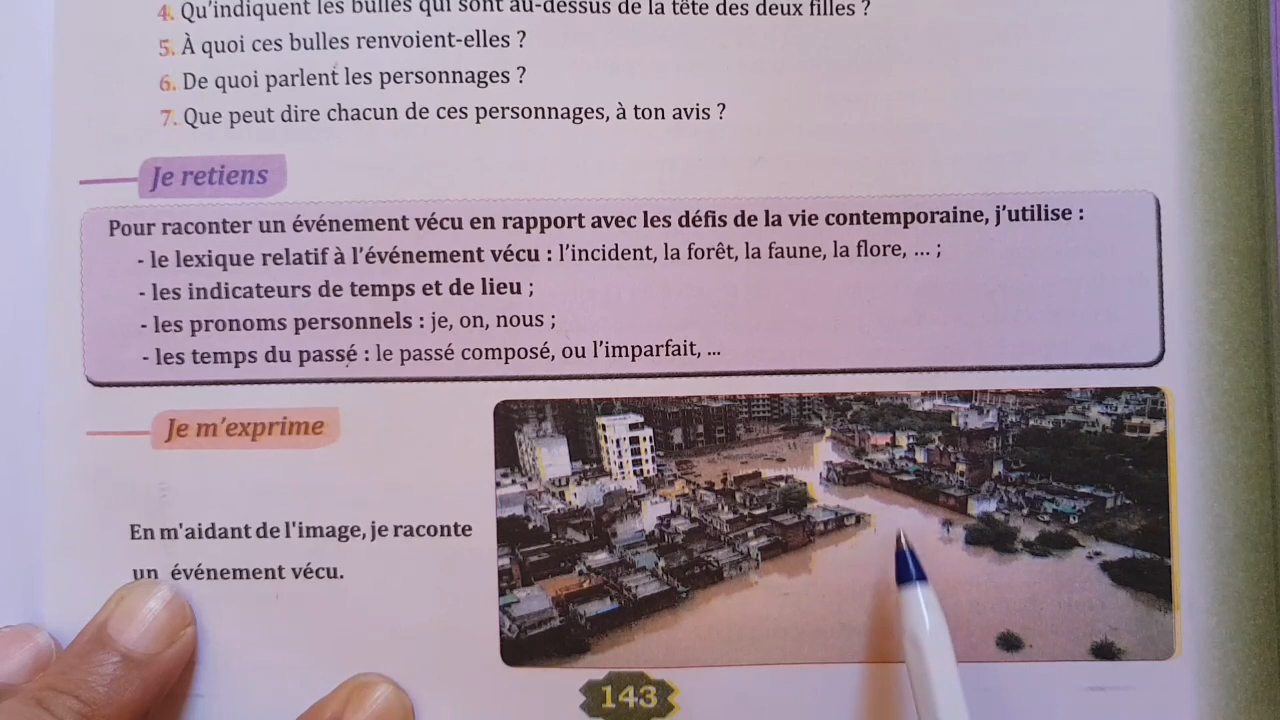 4. Qu'indiquent les bulles qui sont au-dessus de la tête des deux filles ?
5. À quoi ces bulles renvoient-elles ?
6. De quoi parlent les personnages ?
7. Que peut dire chacun de ces personnages, à ton avis ?
Je retiens
Pour raconter un événement vécu en rapport avec les défis de la vie contemporaine, j'utilise :
- le lexique relatif à l'événement vécu : l'incident, la forêt, la faune, la flore, ... ;
- les indicateurs de temps et de lieu ;
- les pronoms personnels : je, on, nous ;
- les temps du passé : le passé composé, ou l'imparfait, ...
Je m'exprime
En m'aidant de l'image, je raconte
un événement vécu.
143